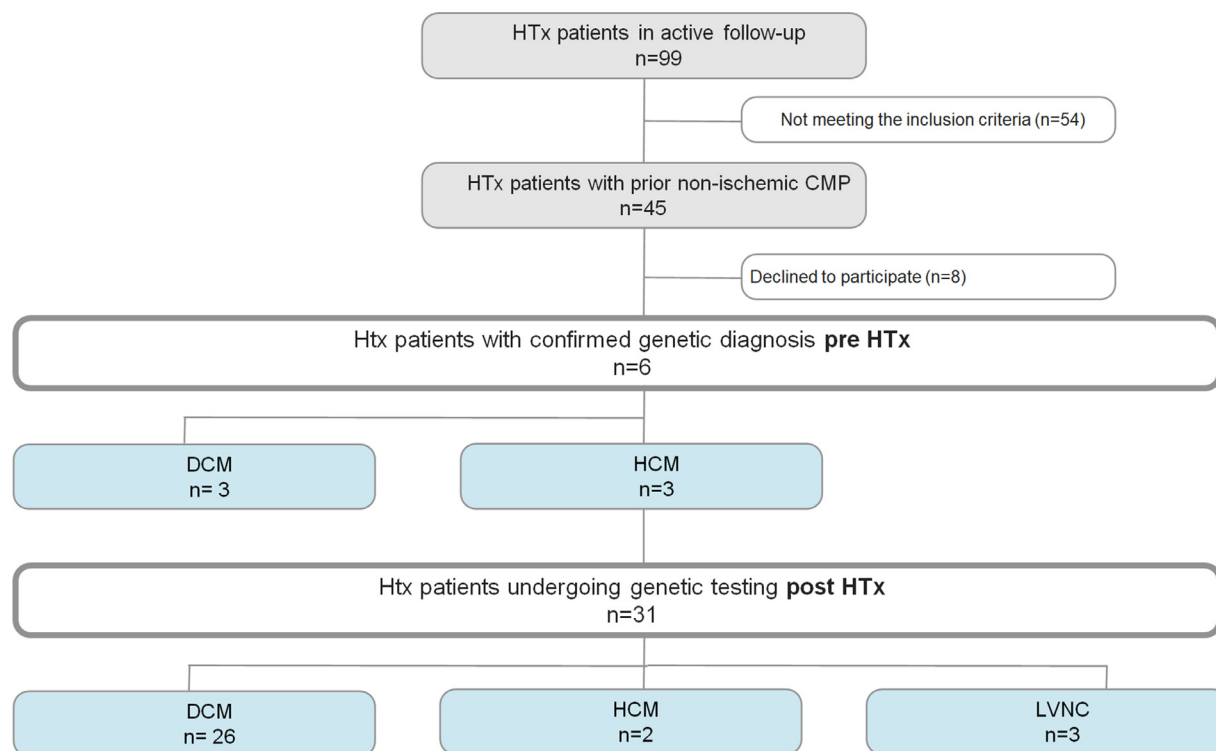 HTx patients in active follow-up
n=99
Not meeting the inclusion criteria (n=54)
HTx patients with prior non-ischemic CMP
n=45
Declined to participate (n=8)
Htx patients with confirmed genetic diagnosis pre HTx
n=6
DCM
n= 3
HCM
n=3
Htx patients undergoing genetic testing post HTx
n=31
DCM
n= 26
HCM
n=2
LVNC
n=3